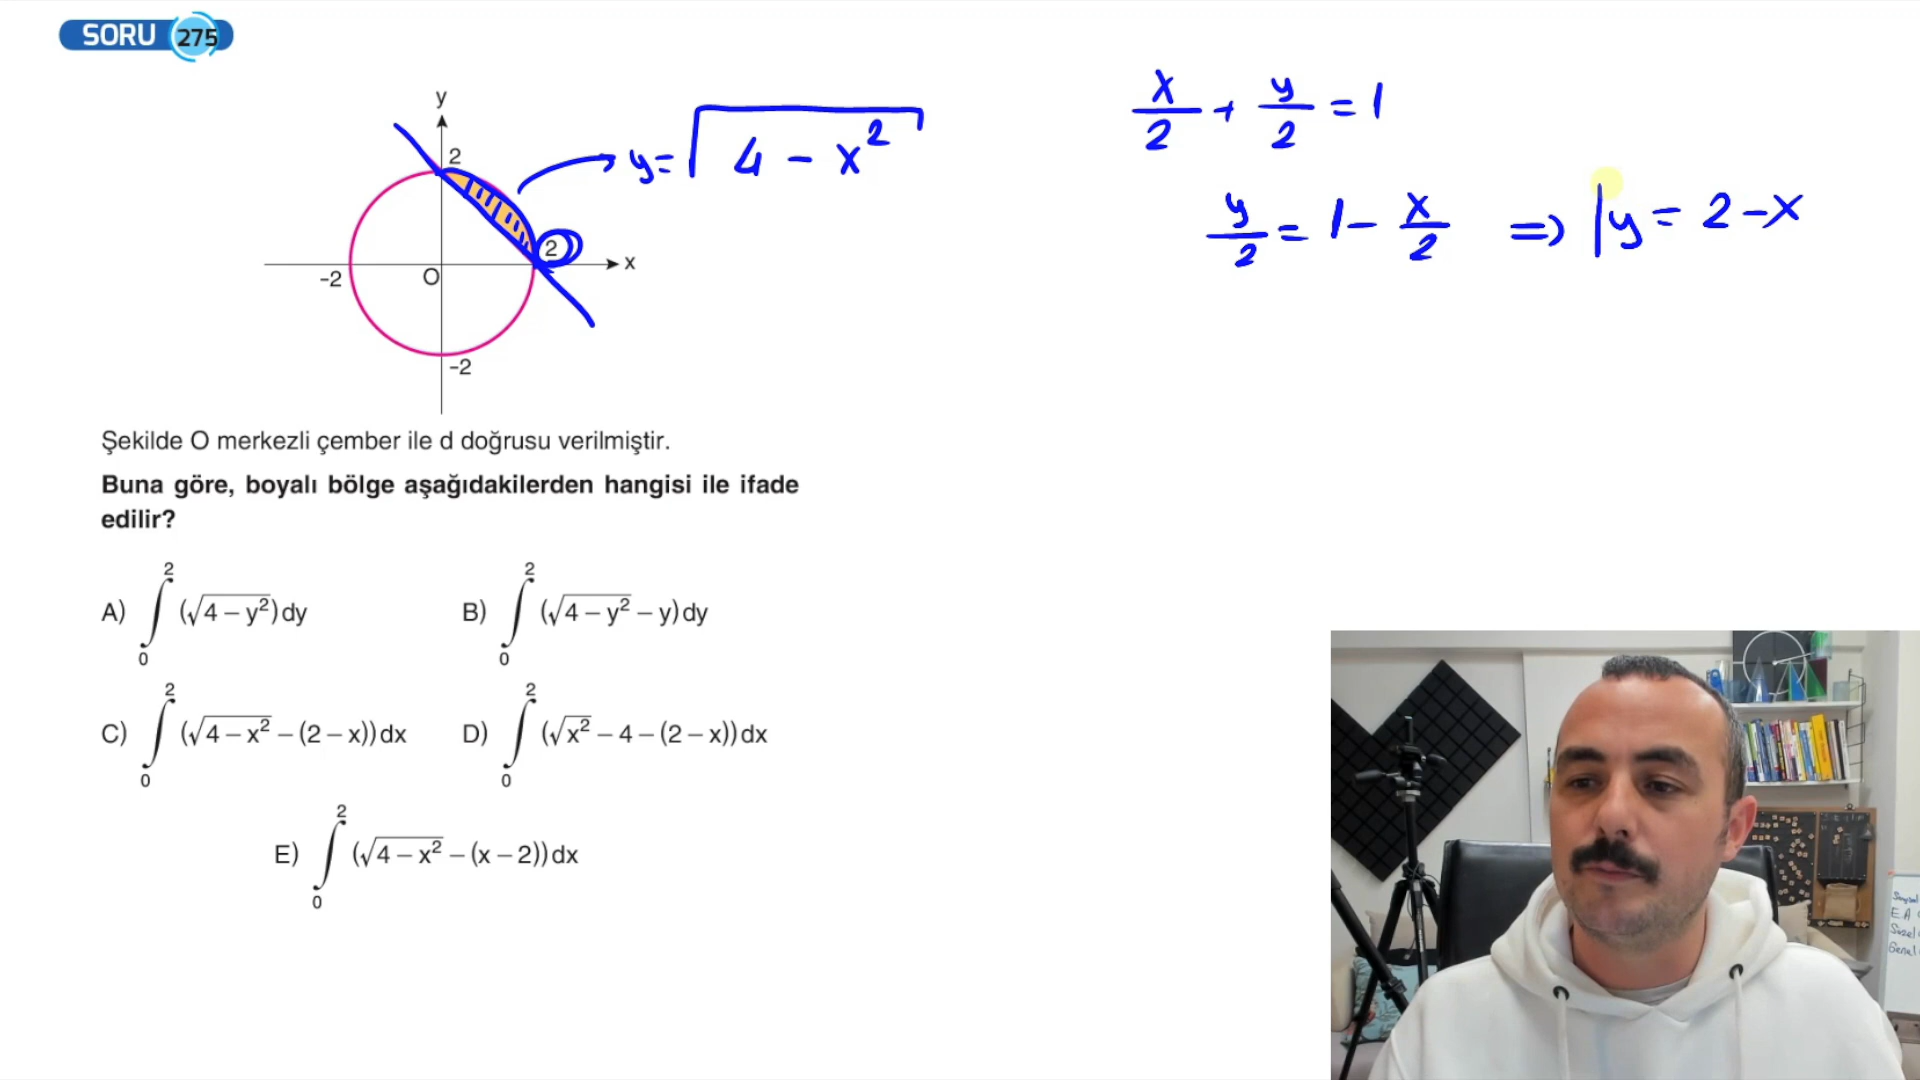 SORU 275
y
2
y = √4 - x²
2
x
-2
O
-2
x/2 + y/2 = 1
y/2 = 1 - x/2 ⇒ y = 2 - x
Şekilde O merkezli çember ile d doğrusu verilmiştir.
Buna göre, boyalı bölge aşağıdakilerden hangisi ile ifade
edilir?
A) ∫₀² (√4 – y²) dy
B) ∫₀² (√4 – y² – y) dy
C) ∫₀² (√4 – x² – (2 – x)) dx
D) ∫₀² (√x² – 4 – (2 – x)) dx
E) ∫₀² (√4 – x² – (x – 2)) dx
E A